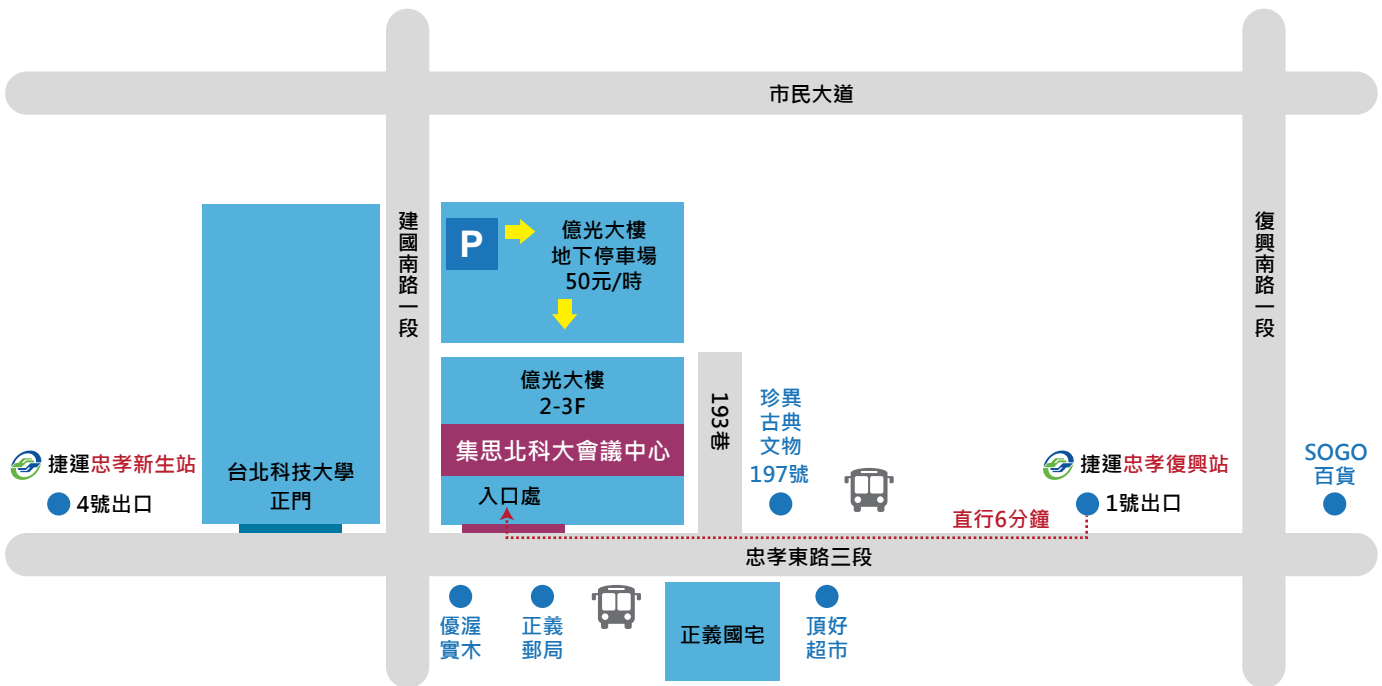 市民大道
建國南路一段
復興南路一段
P
億光大樓
地下停車場
50元/時
億光大樓
2-3F
集思北科大會議中心
入口處
193巷
珍異
古典
文物
197號
捷運忠孝新生站
4號出口
台北科技大學
正門
捷運忠孝復興站
1號出口
SOGO
百貨
直行6分鐘
忠孝東路三段
優渥
實木
正義
郵局
正義國宅
頂好
超市